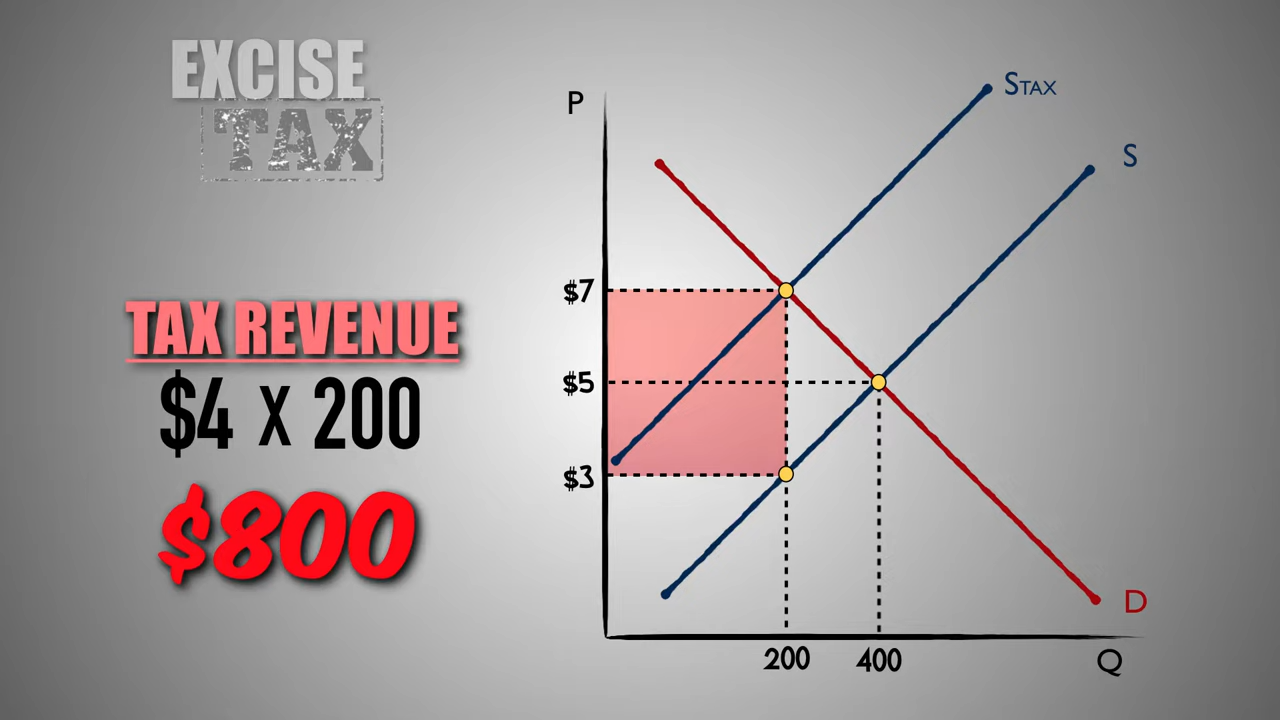 EXCISE
TAX
TAX REVENUE
$4 X 200
$800
P
STAX
S
$7
$5
$3
D
200
400
Q